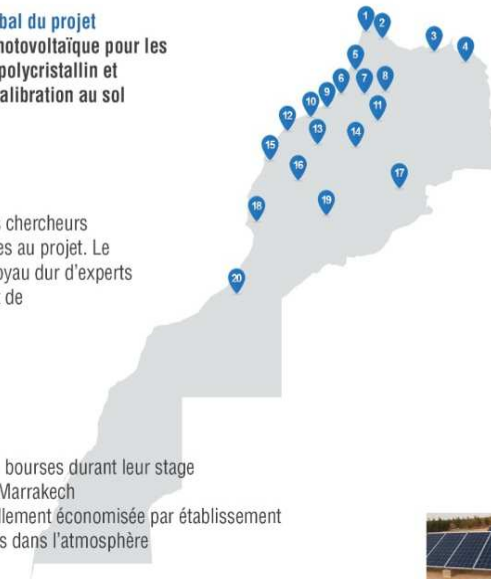 bal du projet
hotovoltaïque pour les
polycristallin et
alibration au sol
s chercheurs
es au projet. Le
oyau dur d'experts
t de
bourses durant leur stage
Marrakech
llement économisée par établissement
s dans l'atmosphère
1
2
3
4
5
6
7
8
9
10
11
12
13
14
15
16
17
18
19
20